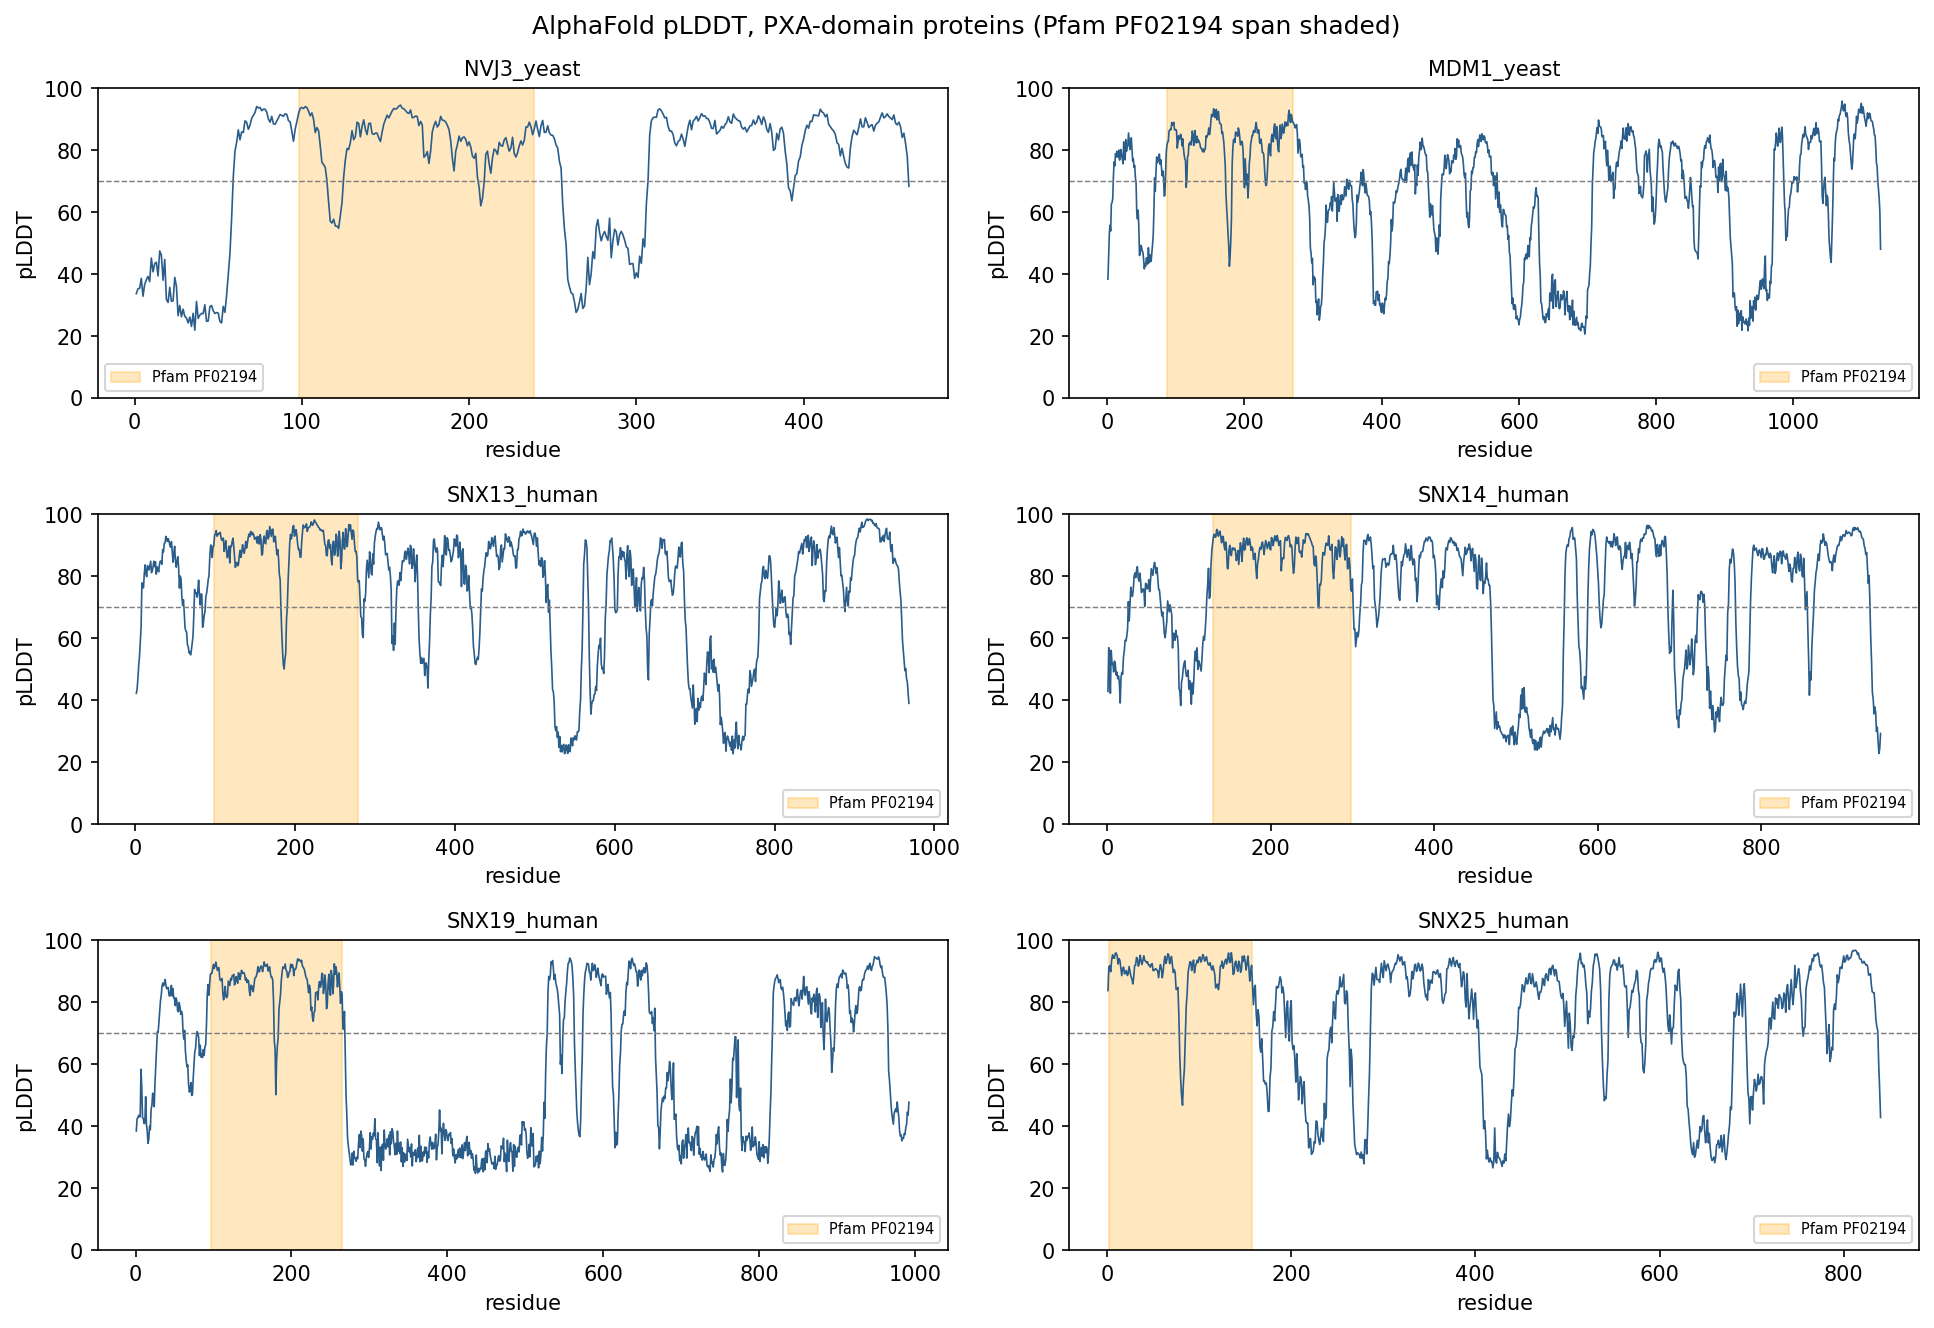 AlphaFold pLDDT, PXA-domain proteins (Pfam PF02194 span shaded)
NVJ3_yeast
pLDDT
100
80
60
40
20
0
Pfam PF02194
0 100 200 300 400
residue
MDM1_yeast
pLDDT
100
80
60
40
20
0
Pfam PF02194
0 200 400 600 800 1000
residue
SNX13_human
pLDDT
100
80
60
40
20
0
Pfam PF02194
0 200 400 600 800 1000
residue
SNX14_human
pLDDT
100
80
60
40
20
0
Pfam PF02194
0 200 400 600 800
residue
SNX19_human
pLDDT
100
80
60
40
20
0
Pfam PF02194
0 200 400 600 800 1000
residue
SNX25_human
pLDDT
100
80
60
40
20
0
Pfam PF02194
0 200 400 600 800
residue